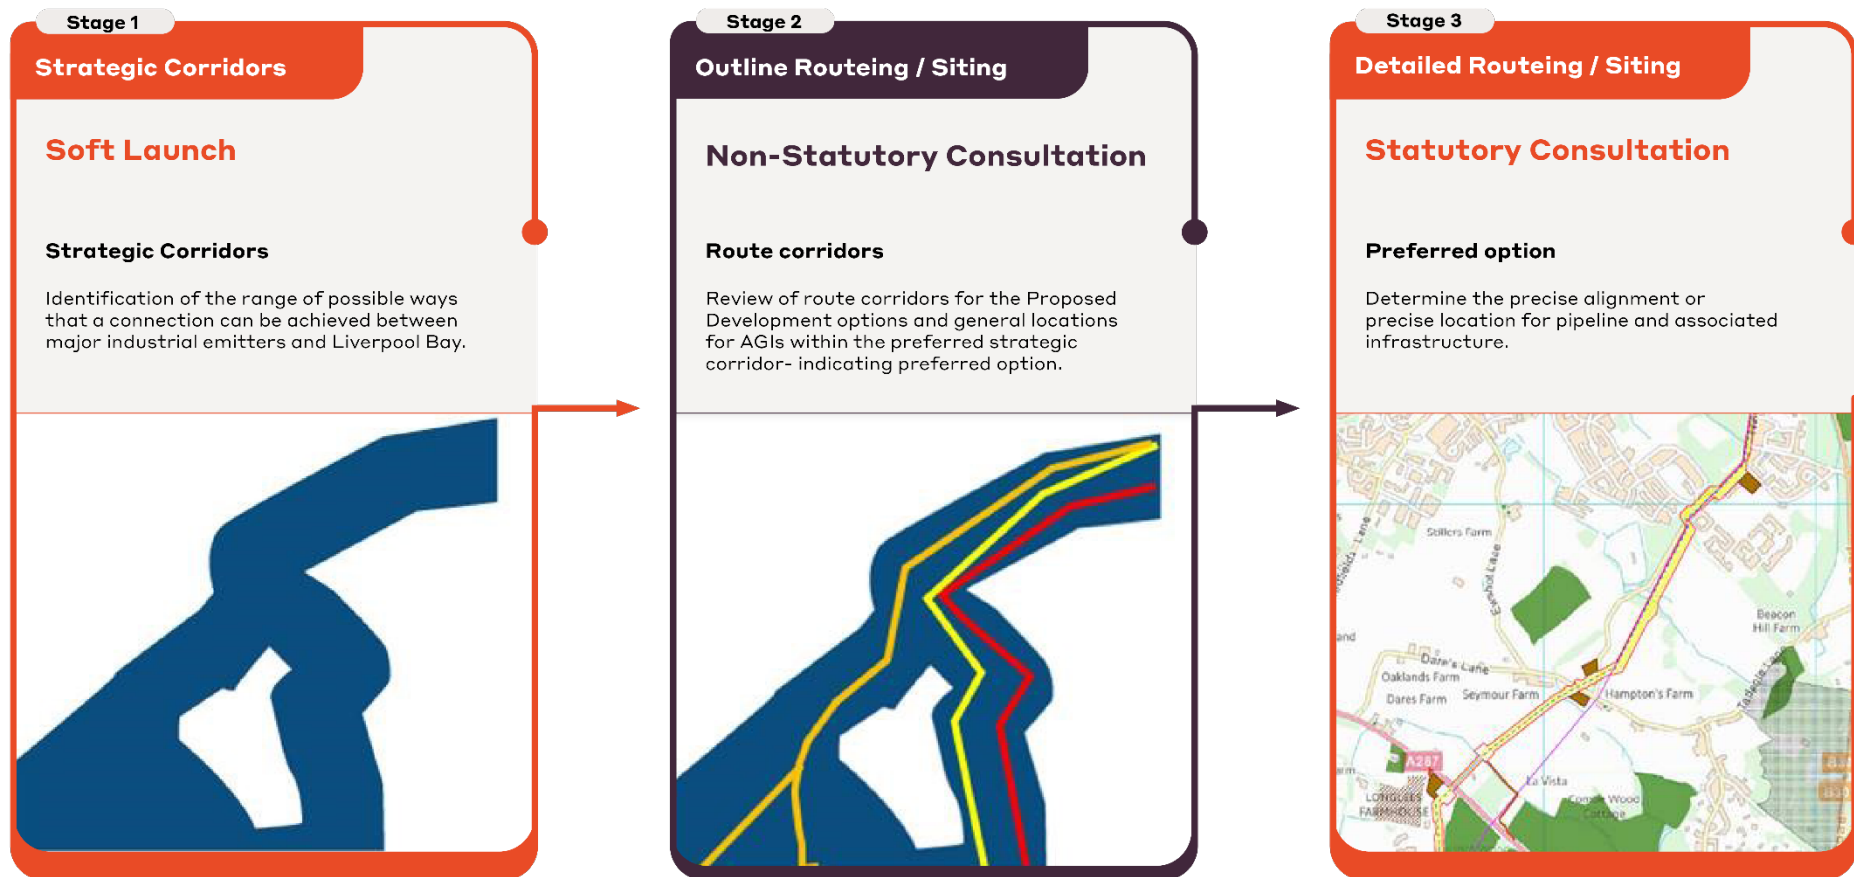 Stage 1
Strategic Corridors
Soft Launch
Strategic Corridors
Identification of the range of possible ways
that a connection can be achieved between
major industrial emitters and Liverpool Bay.
Stage 2
Outline Routeing / Siting
Non-Statutory Consultation
Route corridors
Review of route corridors for the Proposed
Development options and general locations
for AGIs within the preferred strategic
corridor- indicating preferred option.
Stage 3
Detailed Routeing / Siting
Statutory Consultation
Preferred option
Determine the precise alignment or
precise location for pipeline and associated
infrastructure.
Stillers Farm
Lane
Beacon
Hill Farm
and
Dare's Lane
Oaklands Farm
Dares Farm
Seymour Farm
Hampton's Farm
A287
La Vista
FARMHOUSE
Wood
Cottage